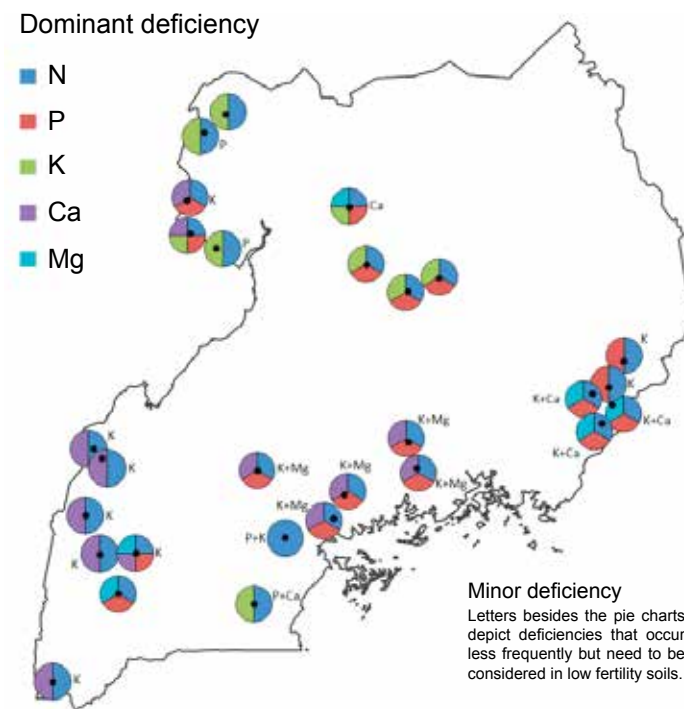 Dominant deficiency
N
P
K
Ca
Mg
P
K
P
Ca
K
K
K+Ca
K+Ca
K+Ca
K+Mg
K+Mg
K+Mg
K+Mg
K+Mg
K
K
K
K
K
P+K
P+Ca
K
Minor deficiency
Letters besides the pie charts
depict deficiencies that occur
less frequently but need to be
considered in low fertility soils.